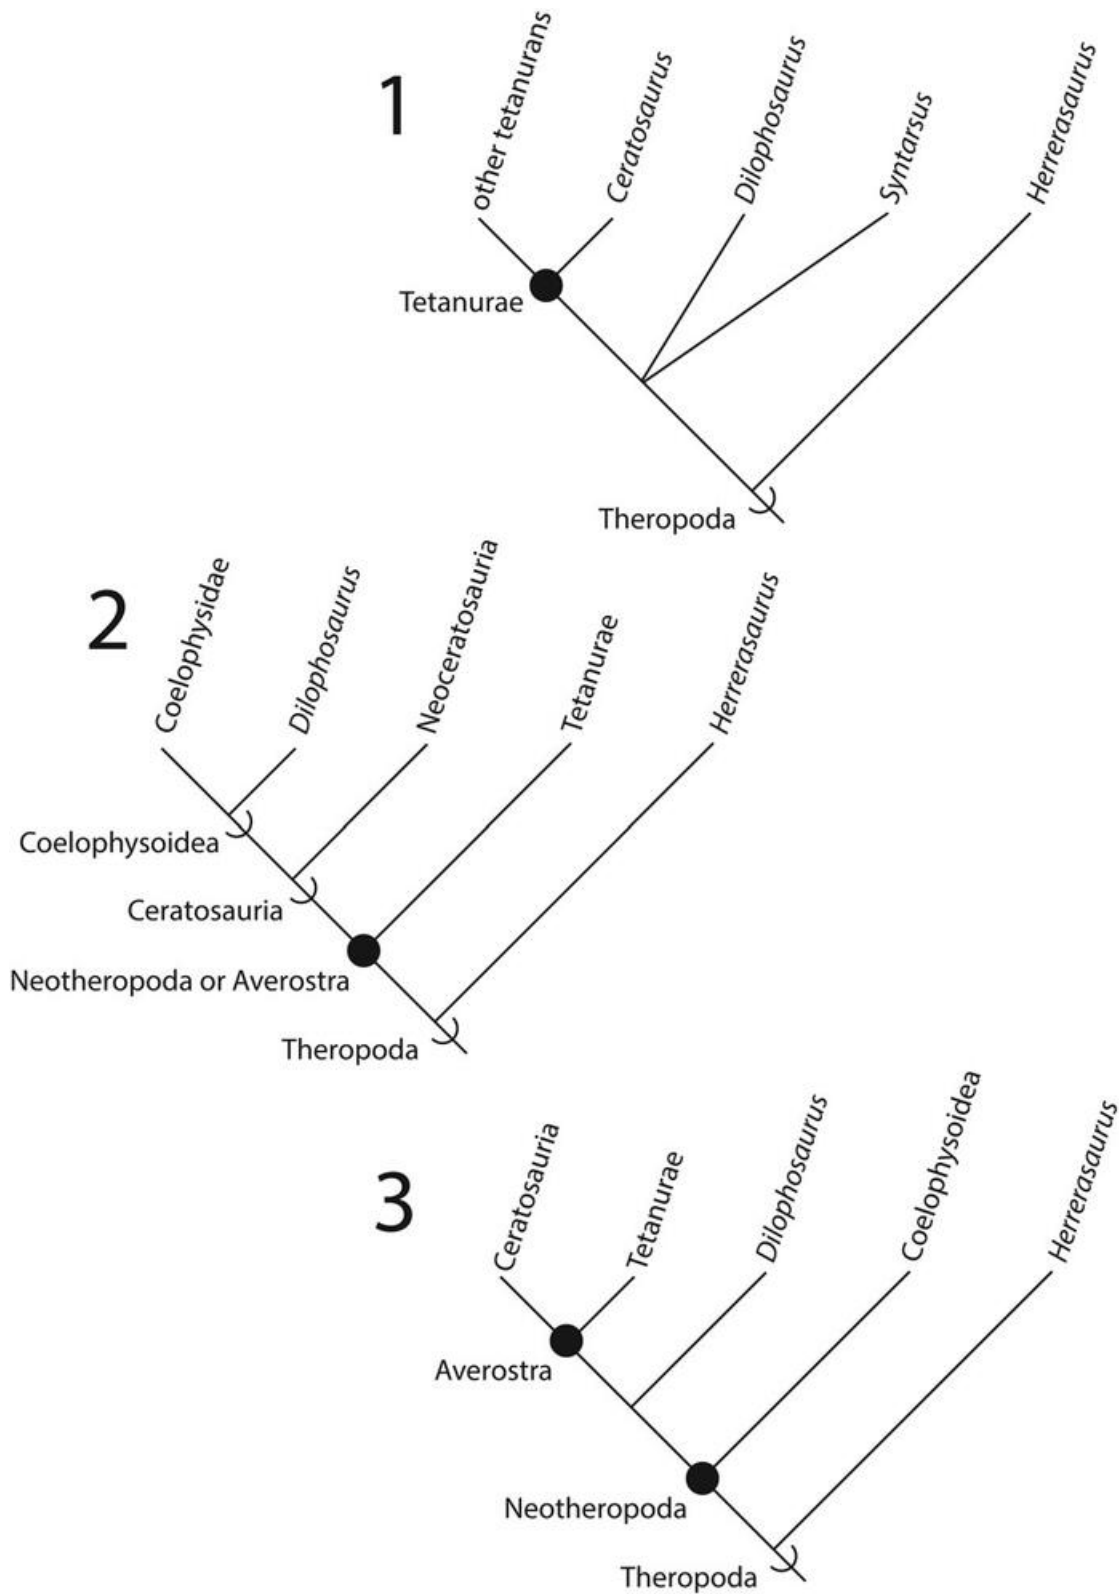 1
other tetanurans
Ceratosaurus
Dilophosaurus
Syntarsus
Herrerasaurus
Tetanurae
Theropoda
2
Coelophysidae
Dilophosaurus
Neoceratosauria
Tetanurae
Herrerasaurus
Coelophysoidea
Ceratosauria
Neotheropoda or Averostra
Theropoda
3
Ceratosauria
Tetanurae
Dilophosaurus
Coelophysoidea
Herrerasaurus
Averostra
Neotheropoda
Theropoda